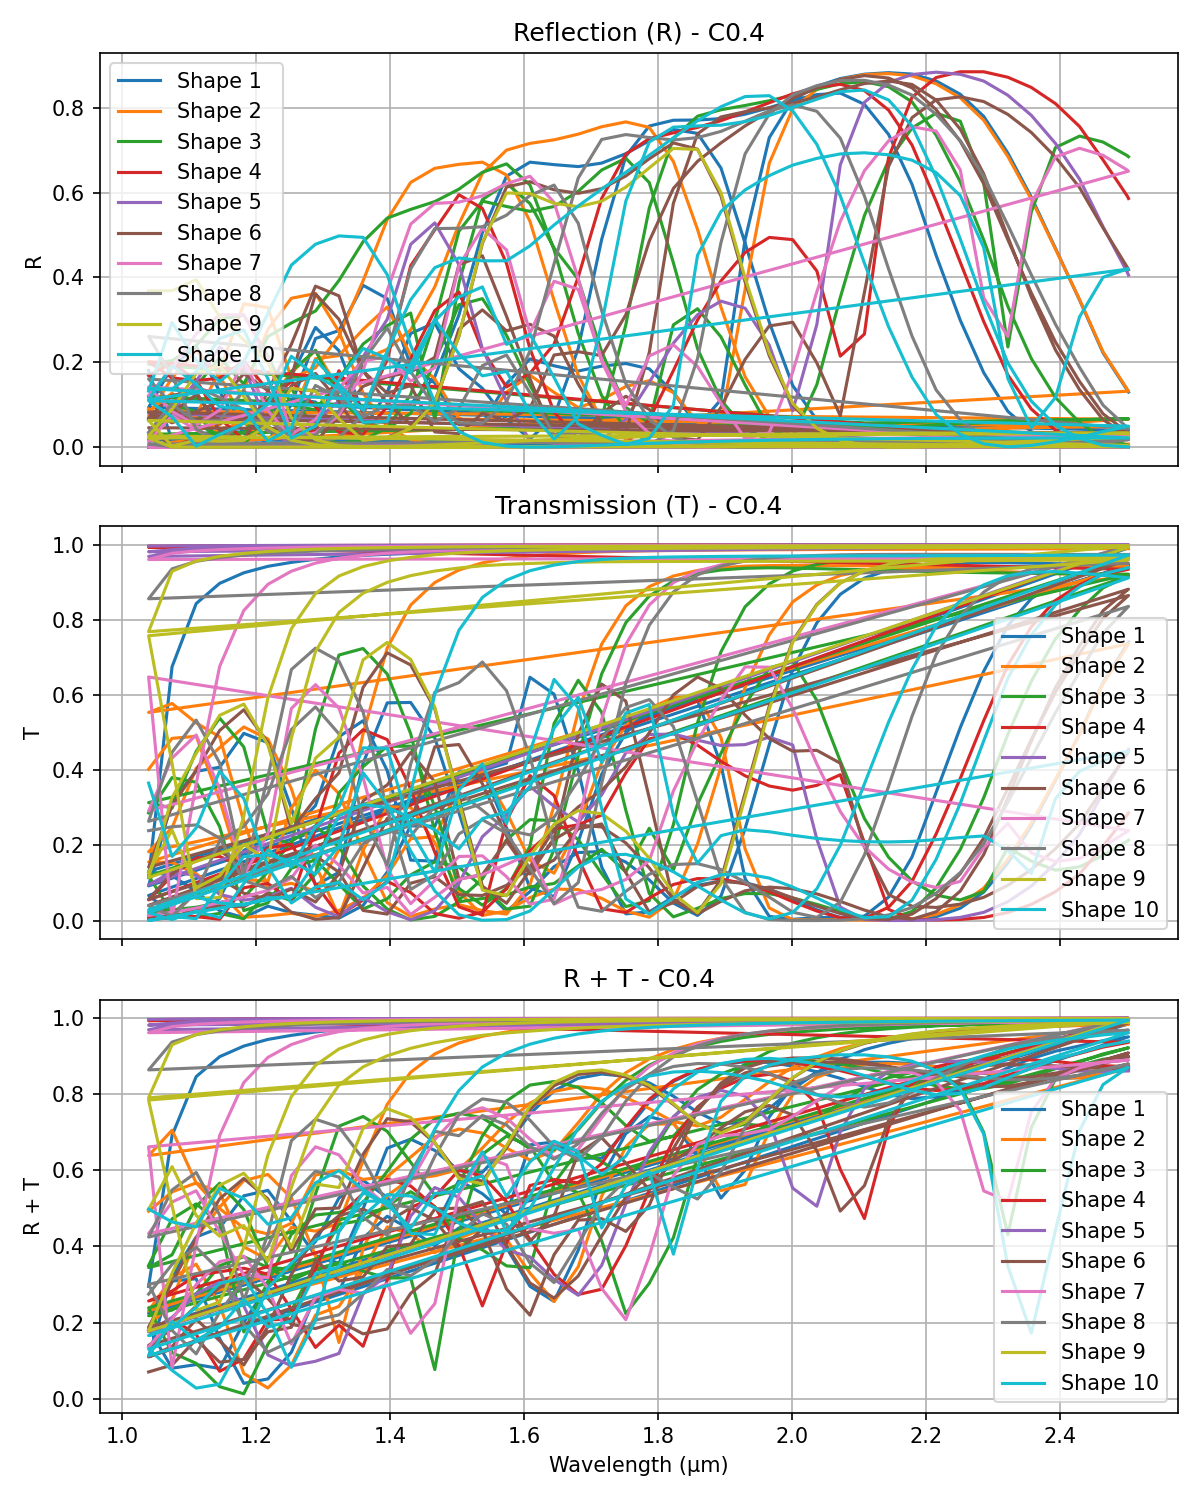 Reflection (R) - C0.4
R
0.8
0.6
0.4
0.2
0.0
Shape 1
Shape 2
Shape 3
Shape 4
Shape 5
Shape 6
Shape 7
Shape 8
Shape 9
Shape 10
Transmission (T) - C0.4
T
1.0
0.8
0.6
0.4
0.2
0.0
Shape 1
Shape 2
Shape 3
Shape 4
Shape 5
Shape 6
Shape 7
Shape 8
Shape 9
Shape 10
R + T - C0.4
R + T
1.0
0.8
0.6
0.4
0.2
0.0
Shape 1
Shape 2
Shape 3
Shape 4
Shape 5
Shape 6
Shape 7
Shape 8
Shape 9
Shape 10
1.0 1.2 1.4 1.6 1.8 2.0 2.2 2.4
Wavelength (μm)